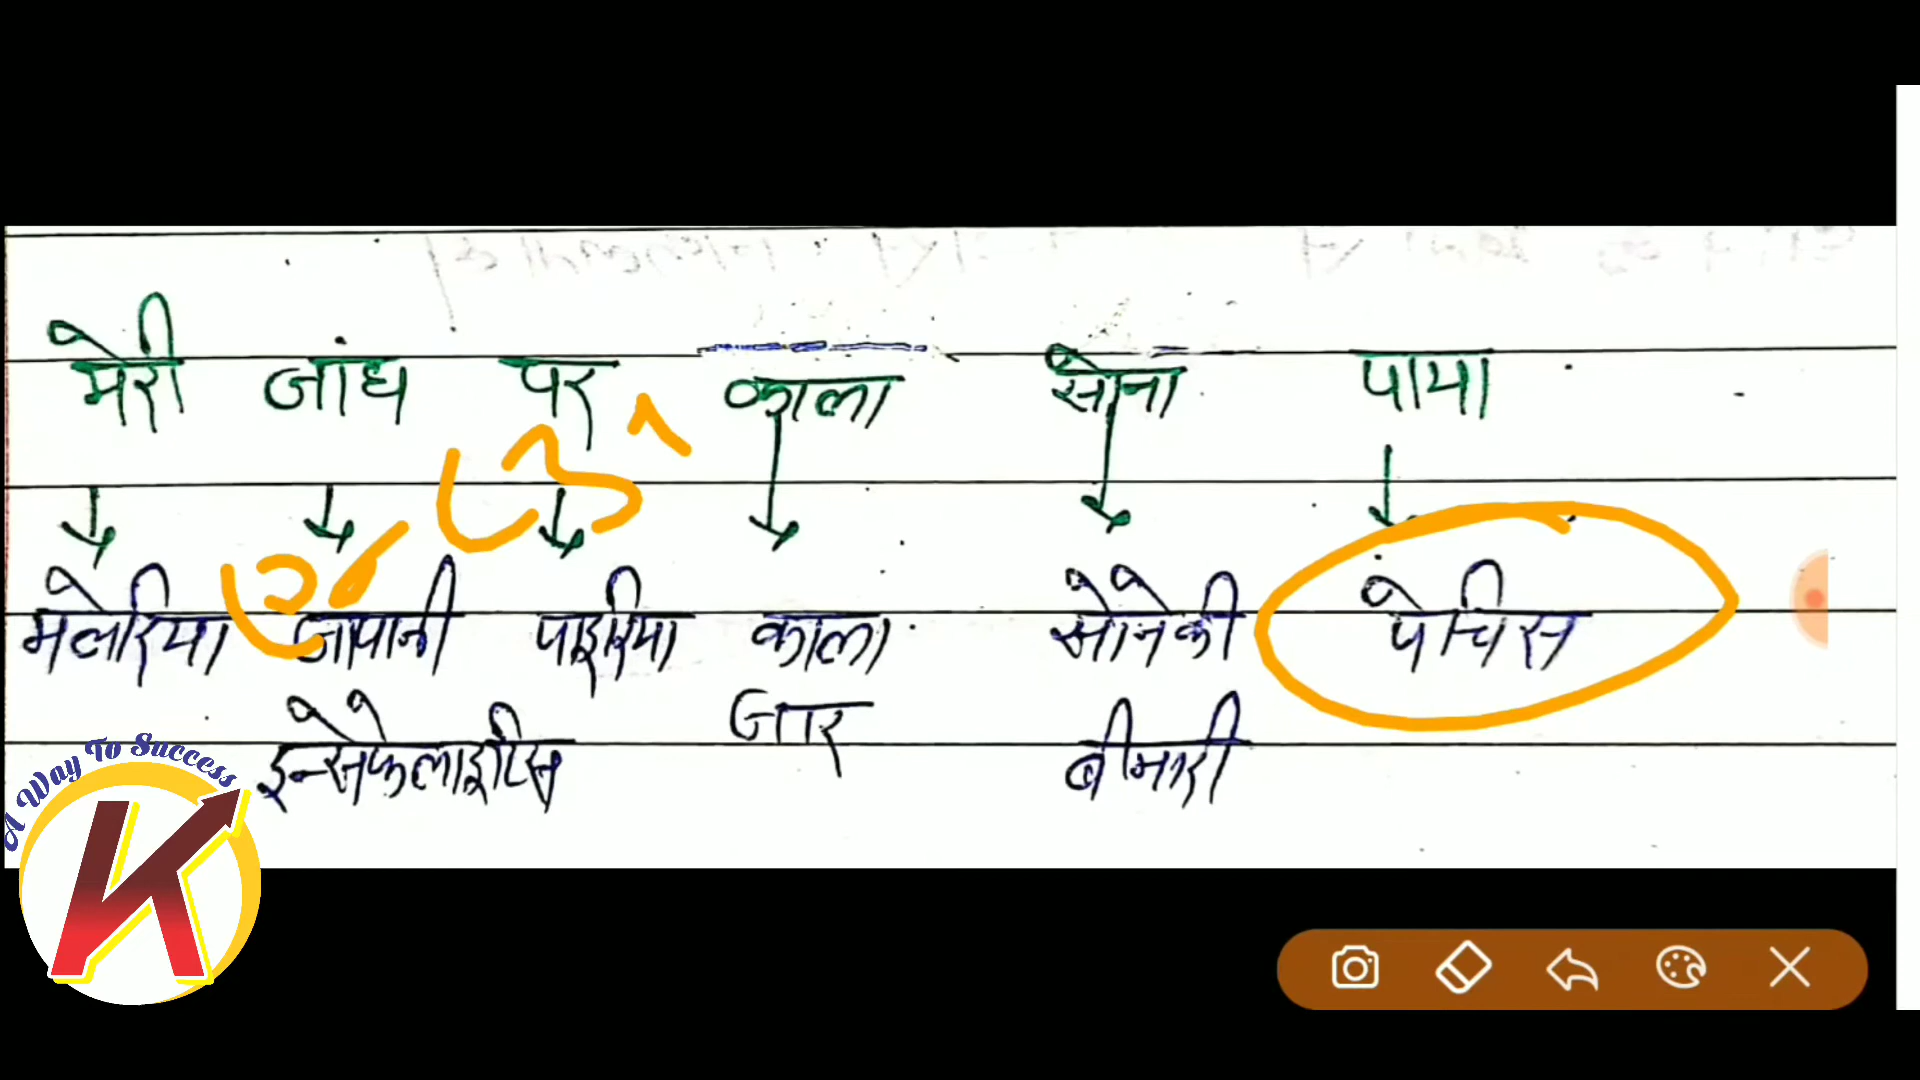 मेरी जांघ पर काला सोना पाया
मलेरिया जापानी पाइरिया काला सोने की पेचिस
इन्सेफेलाइटिस जार बीमारी
A Way To Success
K